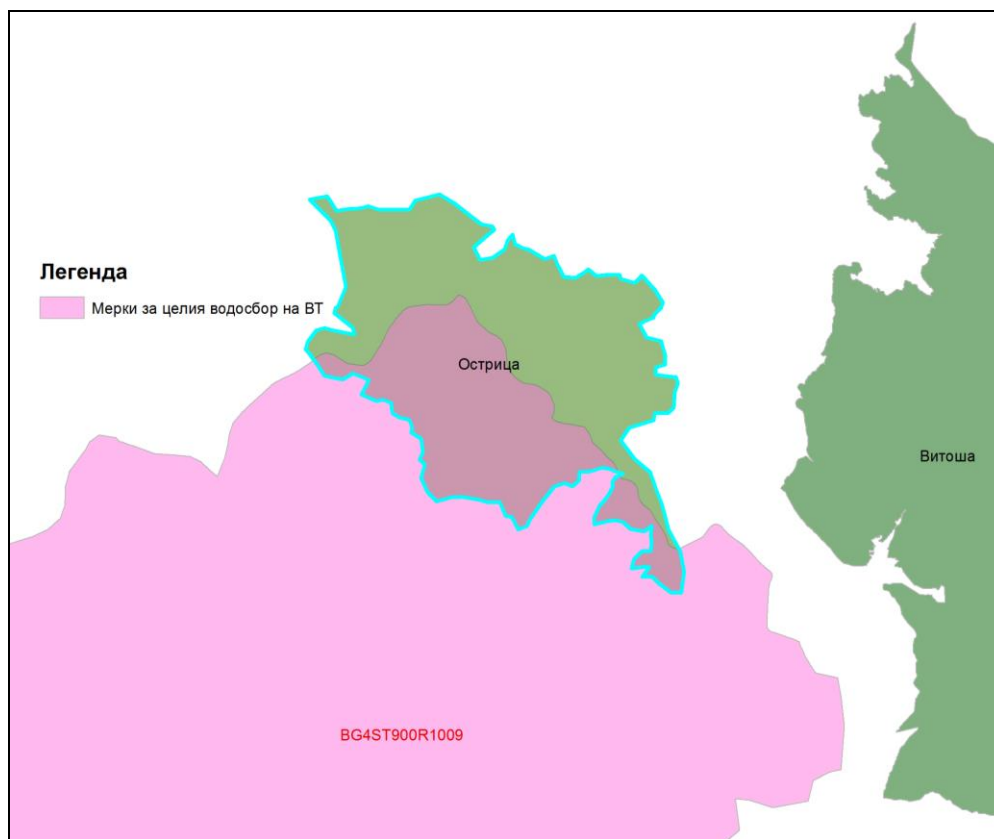 Легенда
Мерки за целия водосбор на ВТ
Острица
Витоша
BG4ST900R1009